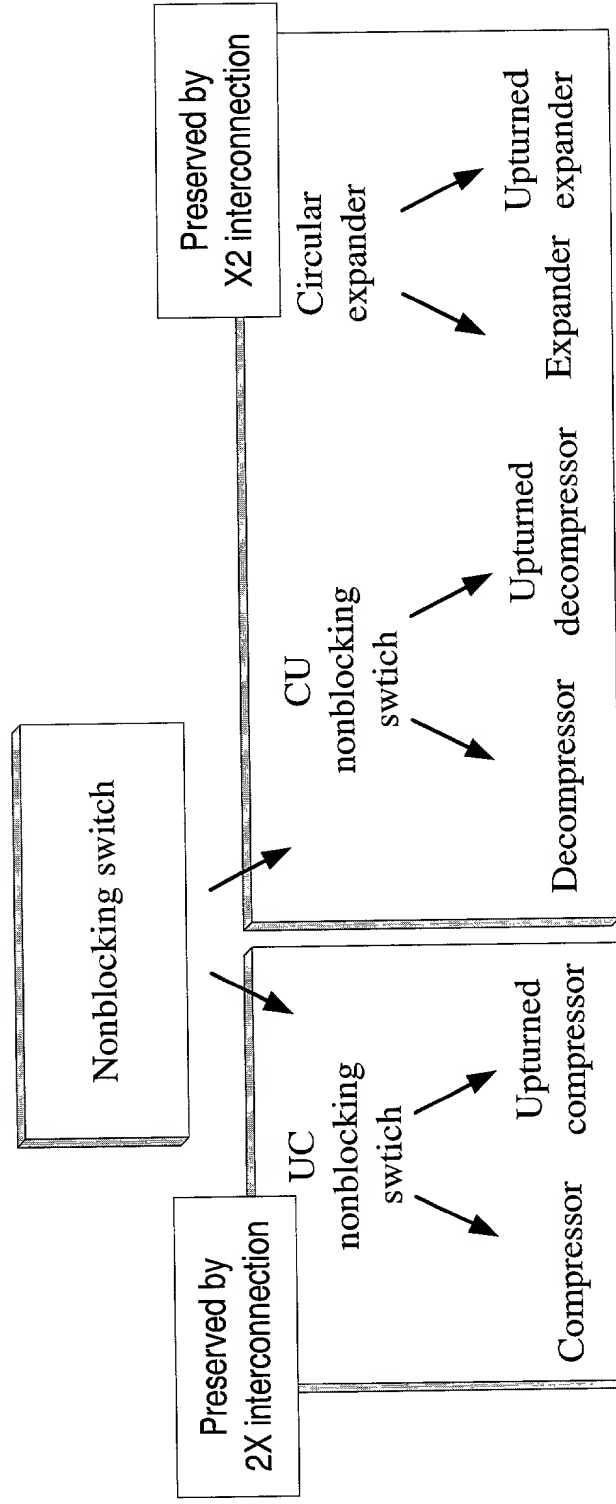 Nonblocking switch
Preserved by
2X interconnection
UC
nonblocking
swtich
Compressor
Upturned
compressor
Preserved by
X2 interconnection
CU
nonblocking
swtich
Decompressor
Upturned
decompressor
Circular
expander
Expander
Upturned
expander